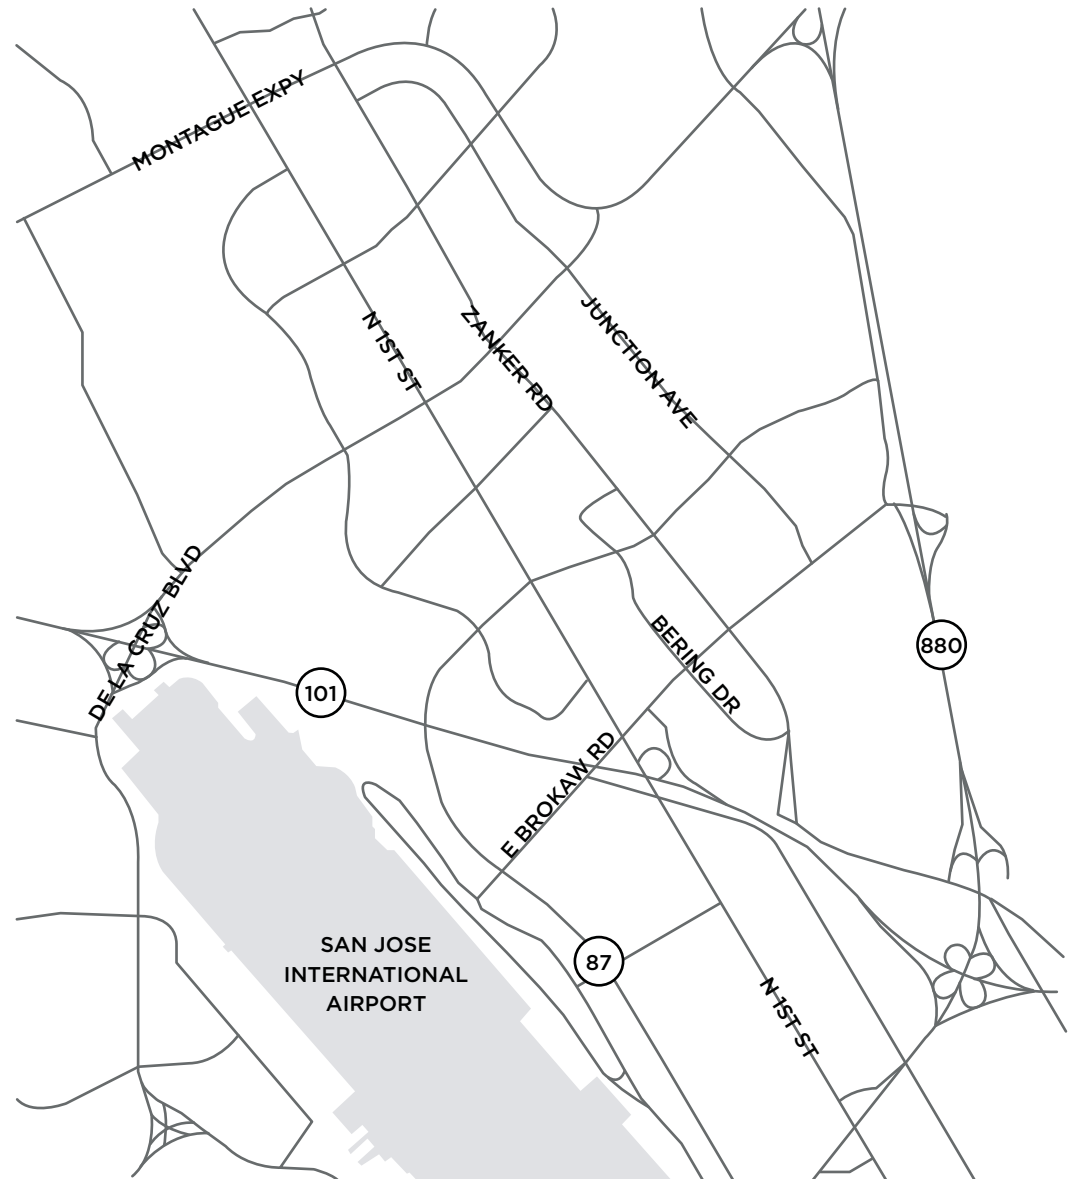 MONTAGUE EXPY
N 1ST ST
ZANKER RD
JUNCTION AVE
DE LA CRUZ BLVD
BERING DR
880
101
E BROKAW RD
SAN JOSE
INTERNATIONAL
AIRPORT
87
N 1ST ST